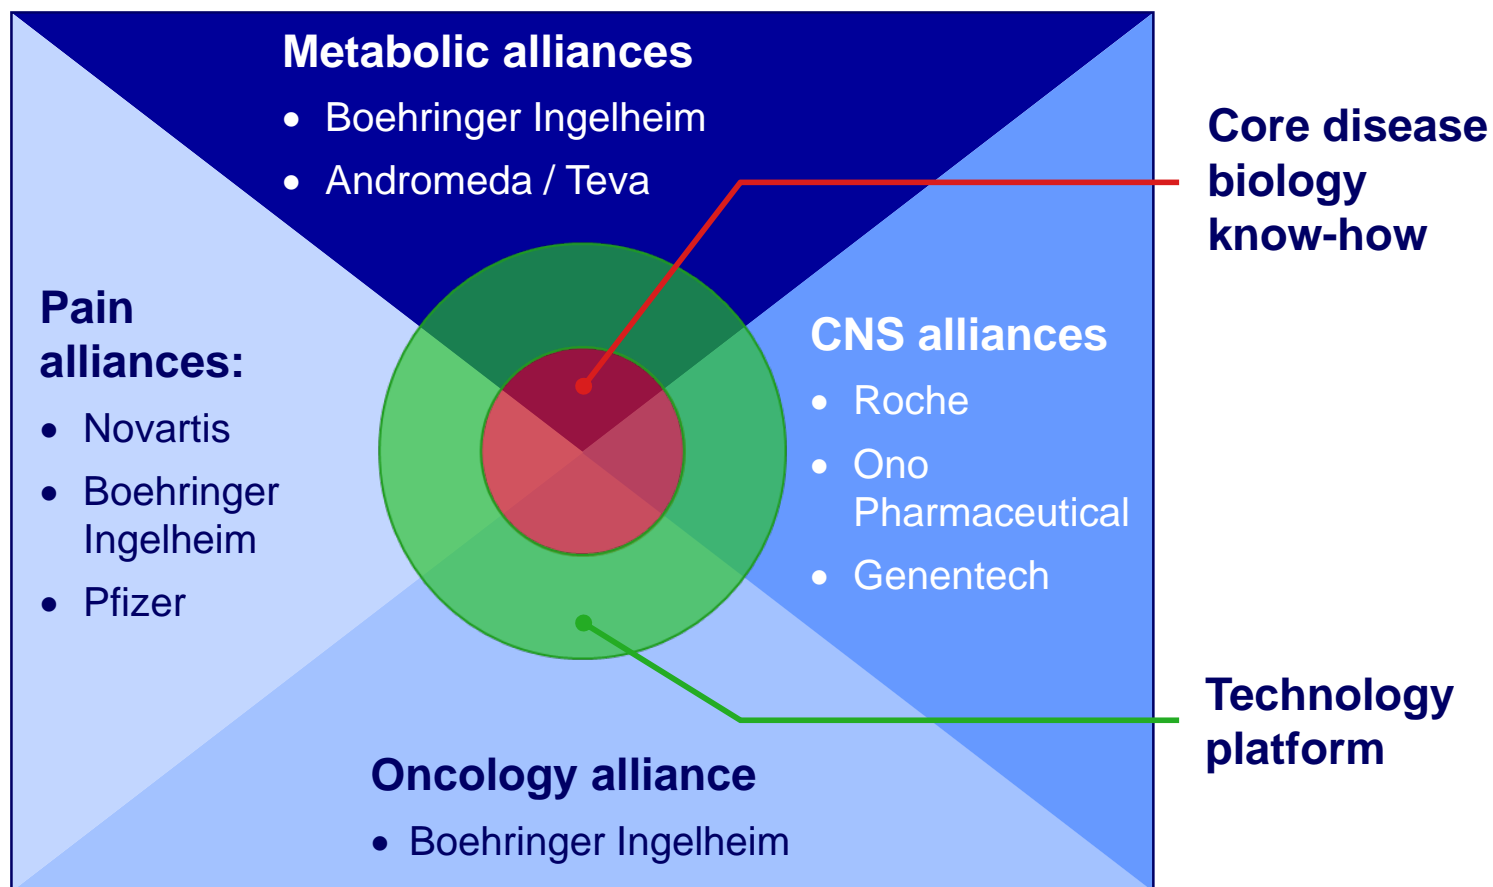 Metabolic alliances
• Boehringer Ingelheim
• Andromeda / Teva
Core disease
biology
know-how
Pain
alliances:
• Novartis
• Boehringer
Ingelheim
• Pfizer
CNS alliances
• Roche
• Ono
Pharmaceutical
• Genentech
Technology
platform
Oncology alliance
• Boehringer Ingelheim